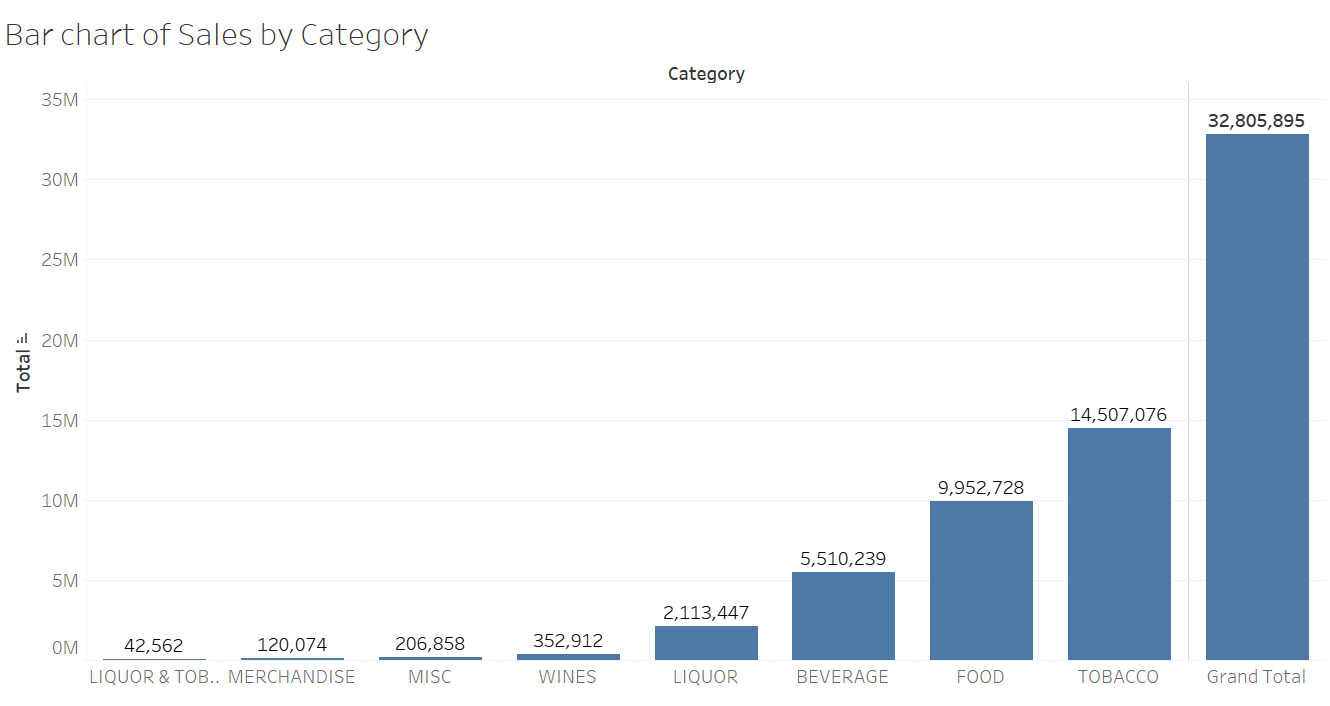 Bar chart of Sales by Category
Category
Total
35M
30M
25M
20M
15M
10M
5M
0M
42,562
120,074
206,858
352,912
2,113,447
5,510,239
9,952,728
14,507,076
32,805,895
LIQUOR & TOB..
MERCHANDISE
MISC
WINES
LIQUOR
BEVERAGE
FOOD
TOBACCO
Grand Total